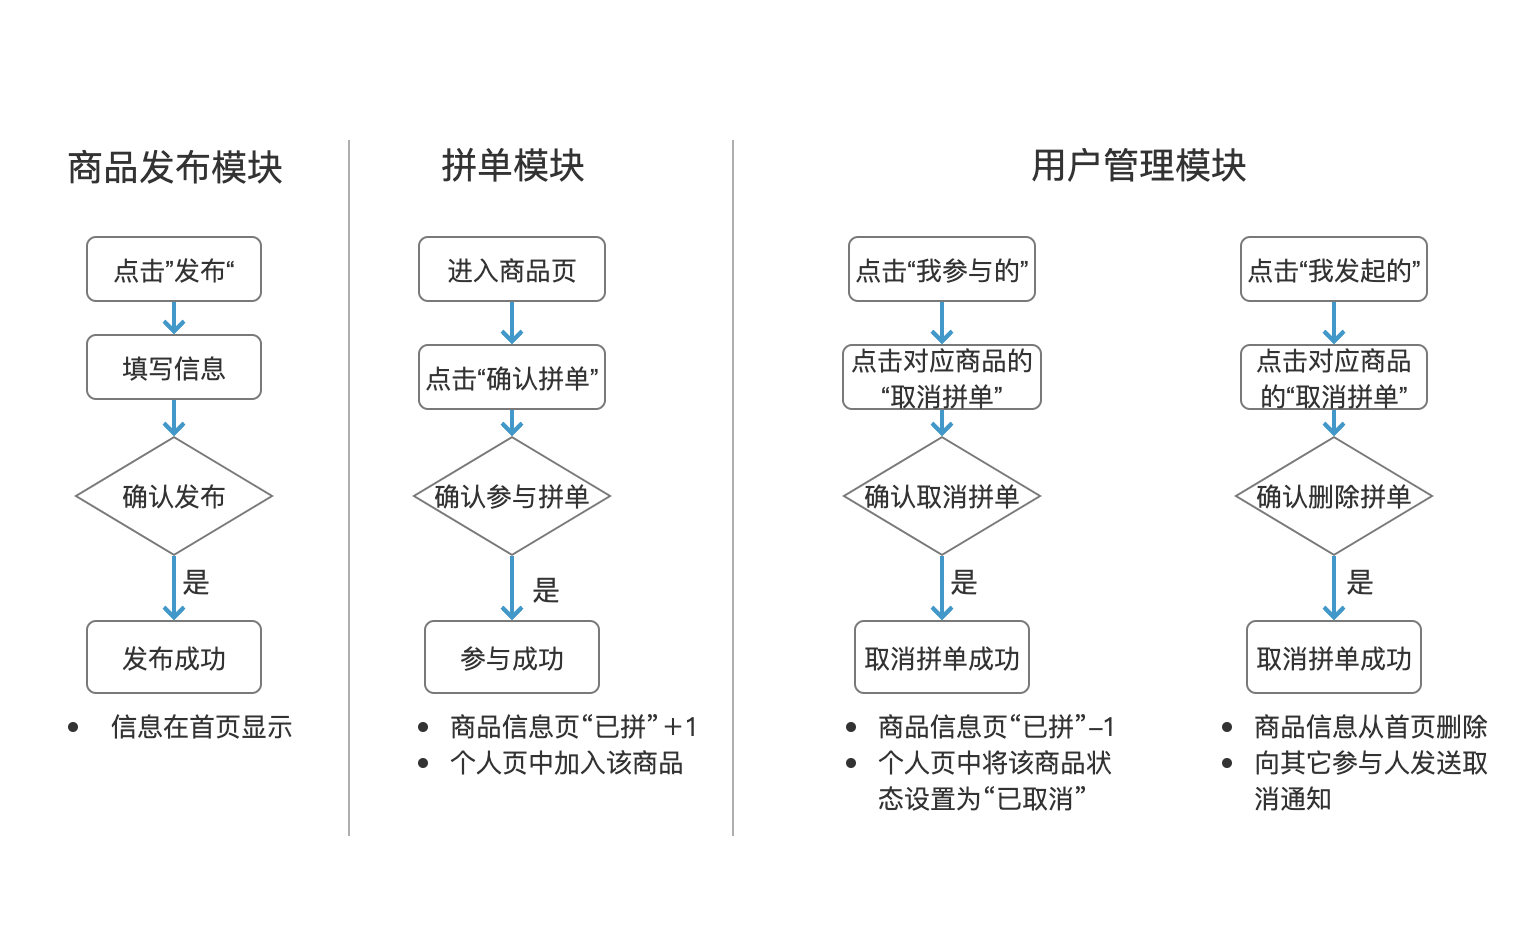 商品发布模块
点击”发布“
填写信息
确认发布
是
发布成功
信息在首页显示
拼单模块
进入商品页
点击“确认拼单”
确认参与拼单
是
参与成功
商品信息页“已拼”+1
个人页中加入该商品
用户管理模块
点击“我参与的”
点击对应商品的
“取消拼单”
确认取消拼单
是
取消拼单成功
商品信息页“已拼”–1
个人页中将该商品状
态设置为“已取消”
点击“我发起的”
点击对应商品
的“取消拼单”
确认删除拼单
是
取消拼单成功
商品信息从首页删除
向其它参与人发送取
消通知